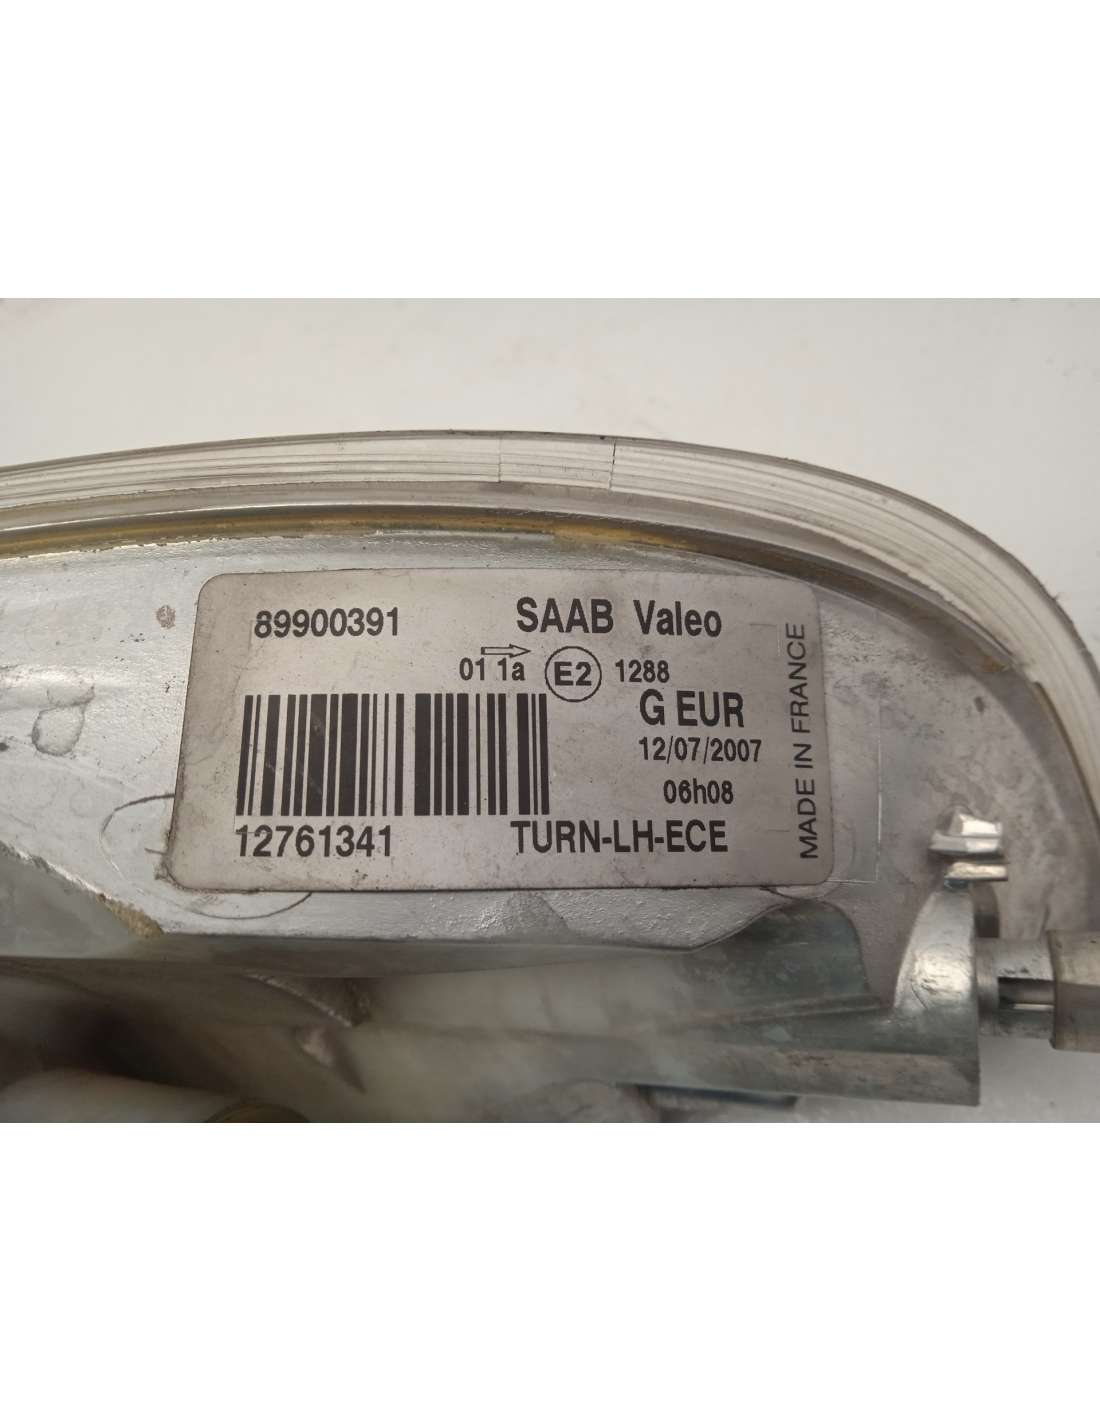 89900391 SAAB Valeo
01 1a E2 1288
G EUR
12/07/2007
06h08
12761341 TURN-LH-ECE
MADE IN FRANCE